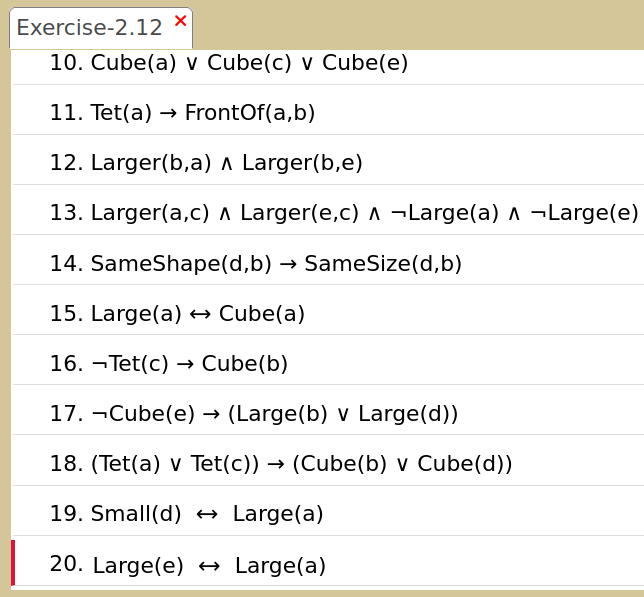 Exercise-2.12 ×
10. Cube(a) ∨ Cube(c) ∨ Cube(e)
11. Tet(a) → FrontOf(a,b)
12. Larger(b,a) ∧ Larger(b,e)
13. Larger(a,c) ∧ Larger(e,c) ∧ ¬Large(a) ∧ ¬Large(e)
14. SameShape(d,b) → SameSize(d,b)
15. Large(a) ↔ Cube(a)
16. ¬Tet(c) → Cube(b)
17. ¬Cube(e) → (Large(b) ∨ Large(d))
18. (Tet(a) ∨ Tet(c)) → (Cube(b) ∨ Cube(d))
19. Small(d) ↔ Large(a)
20. Large(e) ↔ Large(a)